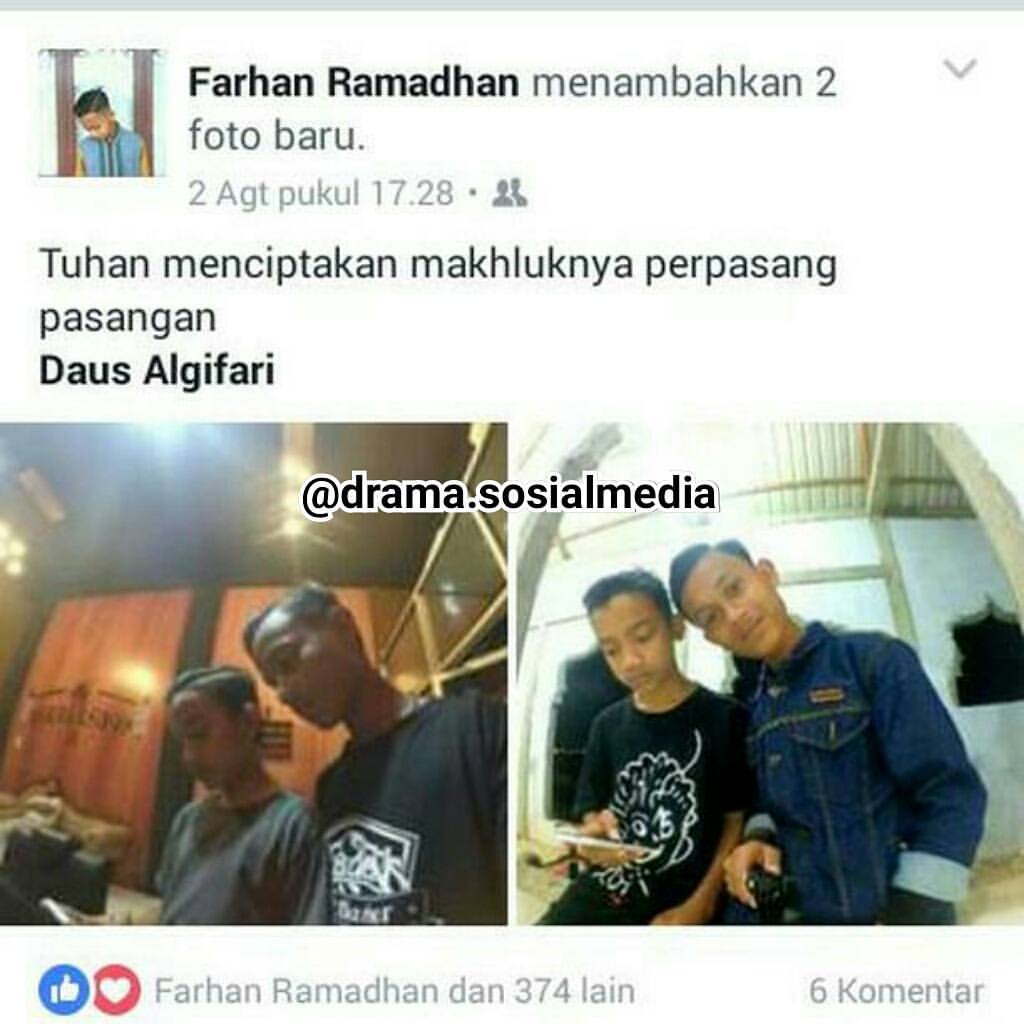 Farhan Ramadhan menambahkan 2
foto baru.
2 Agt pukul 17.28 ·
Tuhan menciptakan makhluknya perpasang
pasangan
Daus Algifari
@drama.sosialmedia
Farhan Ramadhan dan 374 lain
6 Komentar